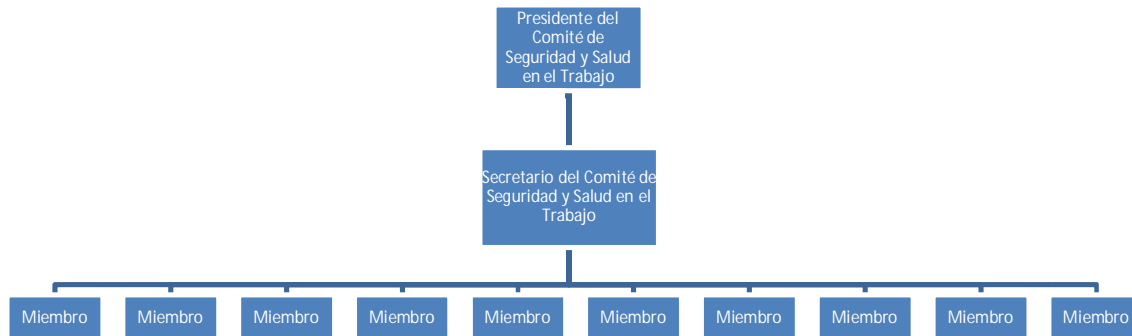 Presidente del
Comité de
Seguridad y Salud
en el Trabajo
Secretario del Comité de
Seguridad y Salud en el
Trabajo
Miembro Miembro Miembro Miembro Miembro Miembro Miembro Miembro Miembro Miembro